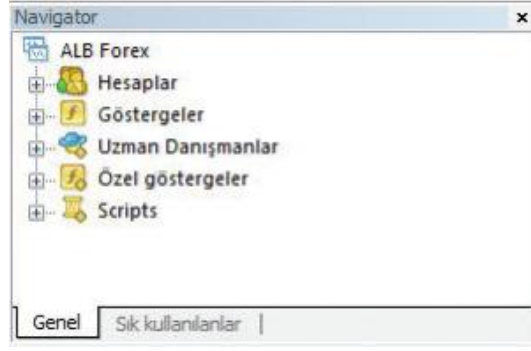 Navigator
ALB Forex
Hesaplar
Göstergeler
Uzman Danışmanlar
Özel göstergeler
Scripts
Genel
Sık kullanılanlar